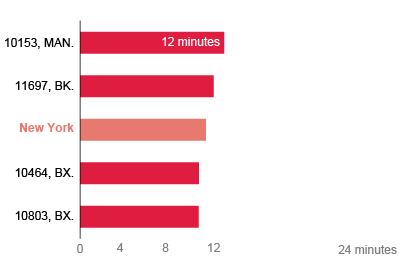 10153, MAN.
12 minutes
11697, BK.
New York
10464, BX.
10803, BX.
0 4 8 12 24 minutes